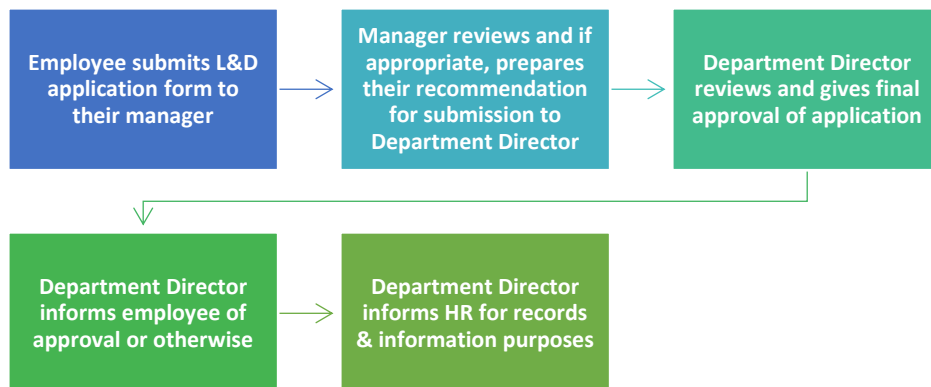 Employee submits L&D
application form to
their manager
Manager reviews and if
appropriate, prepares
their recommendation
for submission to
Department Director
Department Director
reviews and gives final
approval of application
Department Director
informs employee of
approval or otherwise
Department Director
informs HR for records
& information purposes